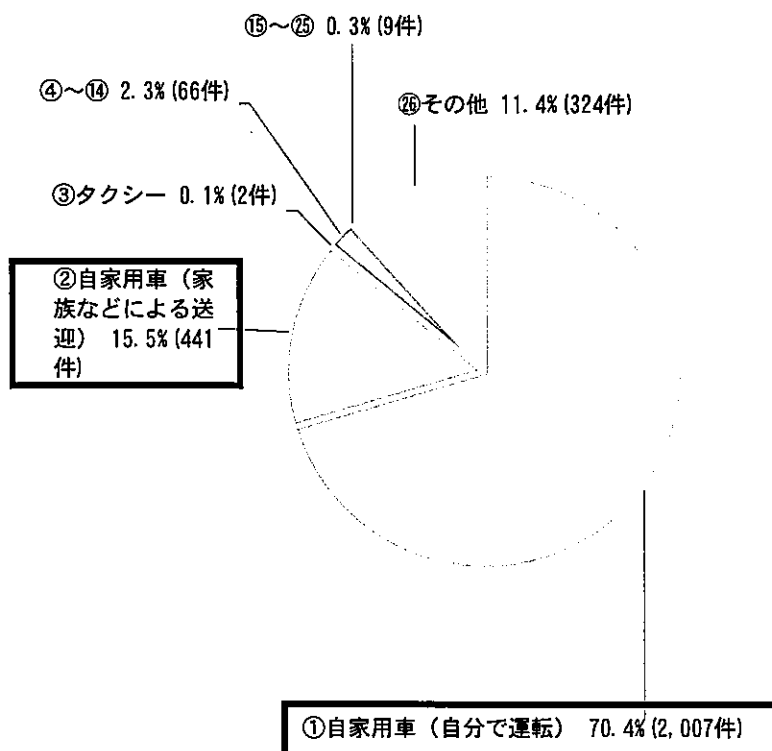 ⑮～㉕ 0.3%(9件)
④～⑭ 2.3%(66件)
㉖その他 11.4%(324件)
③タクシー 0.1%(2件)
②自家用車（家
族などによる送
迎） 15.5%(441
件)
①自家用車（自分で運転） 70.4%(2,007件)